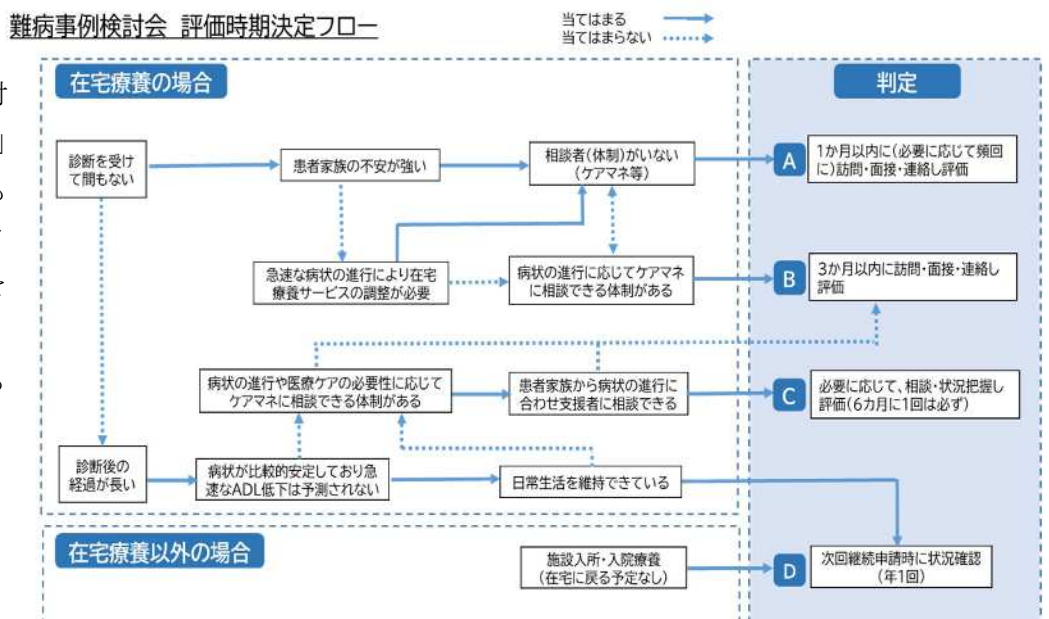 難病事例検討会 評価時期決定フロー
当てはまる
当てはまらない
在宅療養の場合
判定
診断を受け
て間もない
患者家族の不安が強い
相談者(体制)がいない
(ケアマネ等)
A
1か月以内に(必要に応じて頻回
に)訪問・面接・連絡し評価
急速な病状の進行により在宅
療養サービスの調整が必要
病状の進行に応じてケアマネ
に相談できる体制がある
B
3か月以内に訪問・面接・連絡し
評価
病状の進行や医療ケアの必要性に応じて
ケアマネに相談できる体制がある
患者家族から病状の進行に
合わせ支援者に相談できる
C
必要に応じて、相談・状況把握し
評価(6カ月に1回は必ず)
診断後の
経過が長い
病状が比較的安定しており急
速なADL低下は予測されない
日常生活を維持できている
在宅療養以外の場合
施設入所・入院療養
(在宅に戻る予定なし)
D
次回継続申請時に状況確認
(年1回)